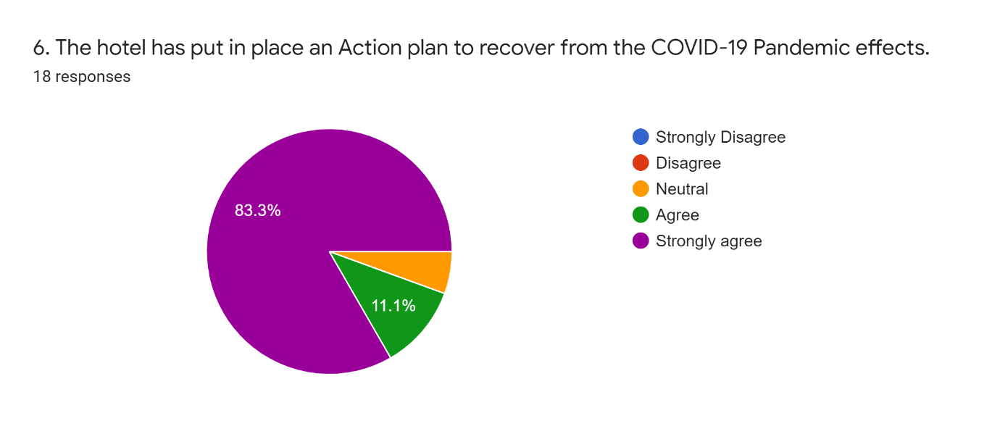 6. The hotel has put in place an Action plan to recover from the COVID-19 Pandemic effects.
18 responses
Strongly Disagree
Disagree
Neutral
Agree
Strongly agree
83.3%
11.1%